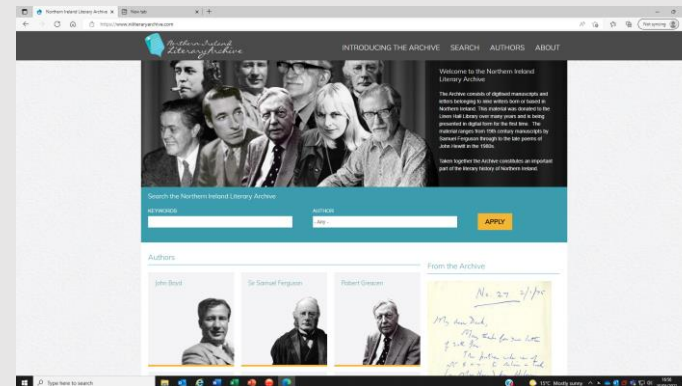 Northern Ireland Literary Archive
New tab
https://www.niliteraryarchive.com
Not syncing
Northern Ireland
Literary Archive
INTRODUCING THE ARCHIVE SEARCH AUTHORS ABOUT
Welcome to the Northern Ireland
Literary Archive
The Archive consists of digitised manuscripts and
letters belonging to nine writers born or based in
Northern Ireland. This material was donated to the
Linen Hall Library over many years and is being
presented in digital form for the first time. The
material ranges from 19th century manuscripts by
Samuel Ferguson through to the late poems of
John Hewitt in the 1980s.
Taken together the Archive constitutes an important
part of the literary history of Northern Ireland.
Search the Northern Ireland Literary Archive
KEYWORDS
AUTHOR
- Any -
APPLY
Authors
From the Archive
John Boyd
Sir Samuel Ferguson
Robert Greacen
My dear
Type here to search
15°C Mostly sunny